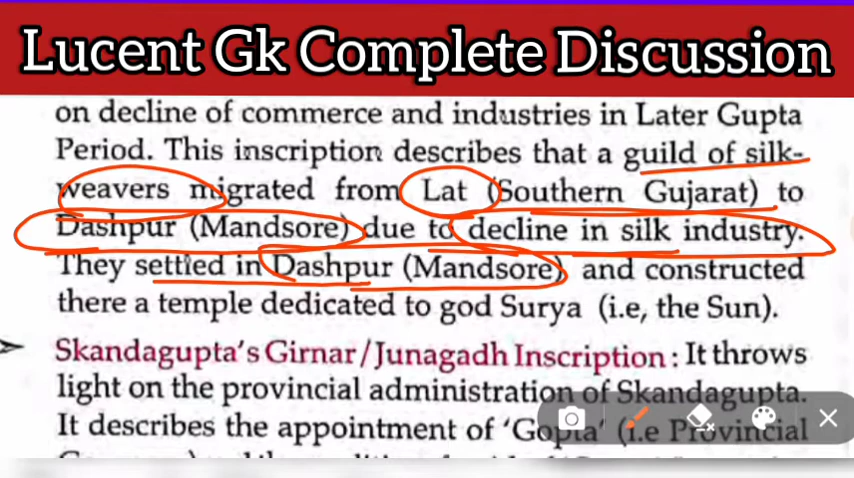 Lucent Gk Complete Discussion
on decline of commerce and industries in Later Gupta
Period. This inscription describes that a guild of silk-
weavers migrated from Lat (Southern Gujarat) to
Dashpur (Mandsore) due to decline in silk industry.
They settled in Dashpur (Mandsore) and constructed
there a temple dedicated to god Surya (i.e, the Sun).
Skandagupta's Girnar/Junagadh Inscription : It throws
light on the provincial administration of Skandagupta.
It describes the appointment of 'Gopta' (i.e Provincial